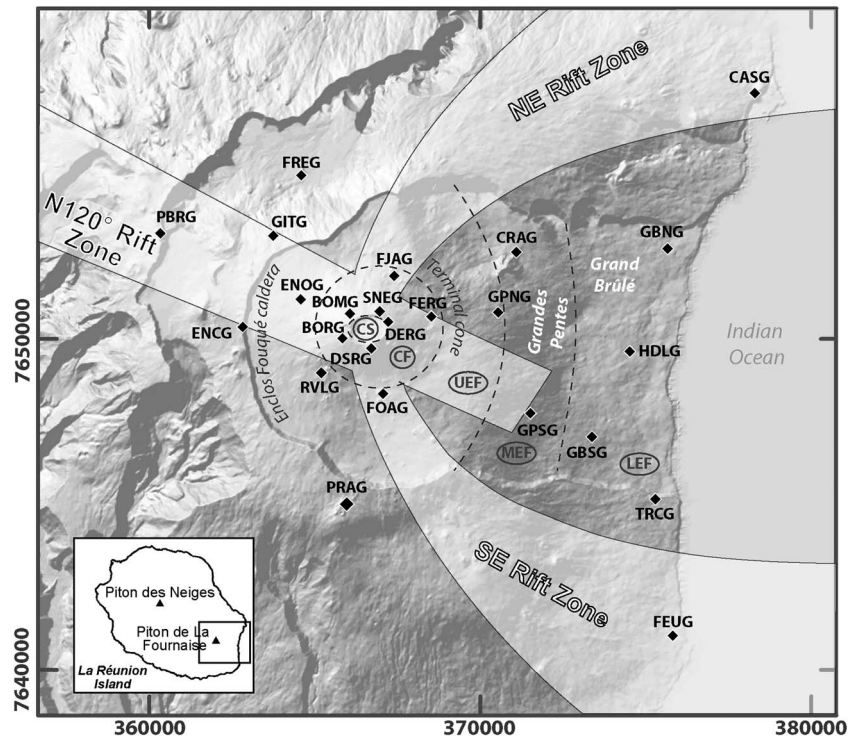 CASG
NE Rift Zone
FREG
PBRG
GITG
N120° Rift
Zone
CRAG
GBNG
FJAG
Grand
Brûlé
ENOG
SNEG
BOMG
FERG
GPNG
Terminal cone
Enclos Fouqué caldera
ENCG
BORG
CS
DERG
Grandes
Pentes
Indian
Ocean
7650000
DSRG
CF
HDLG
RVLG
UEF
FOAG
GPSG
GBSG
MEF
LEF
PRAG
TRCG
SE Rift Zone
Piton des Neiges
Piton de La
Fournaise
La Réunion
Island
FEUG
7640000
360000
370000
380000